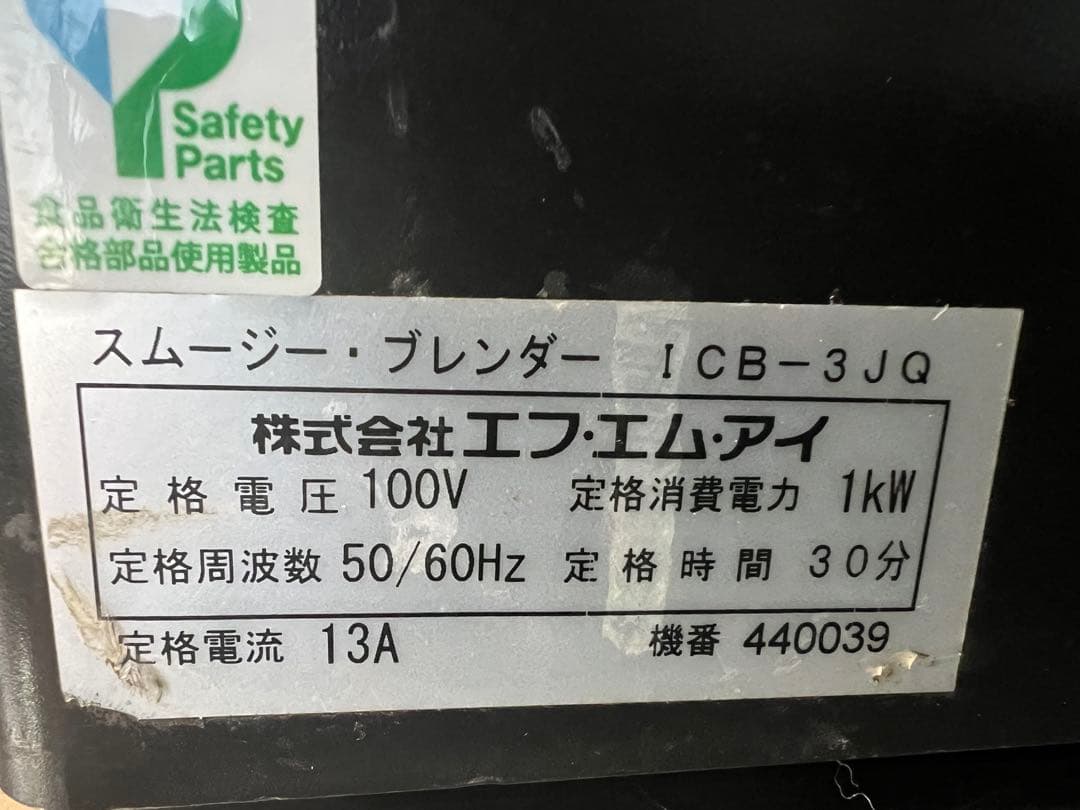 Safety
Parts
食品衛生法検査
合格部品使用製品
スムージー・ブレンダー ICB-3JQ
株式会社エフ・エム・アイ
定格電圧 100V 定格消費電力 1kW
定格周波数 50/60Hz 定格時間 30分
定格電流 13A 機番 440039